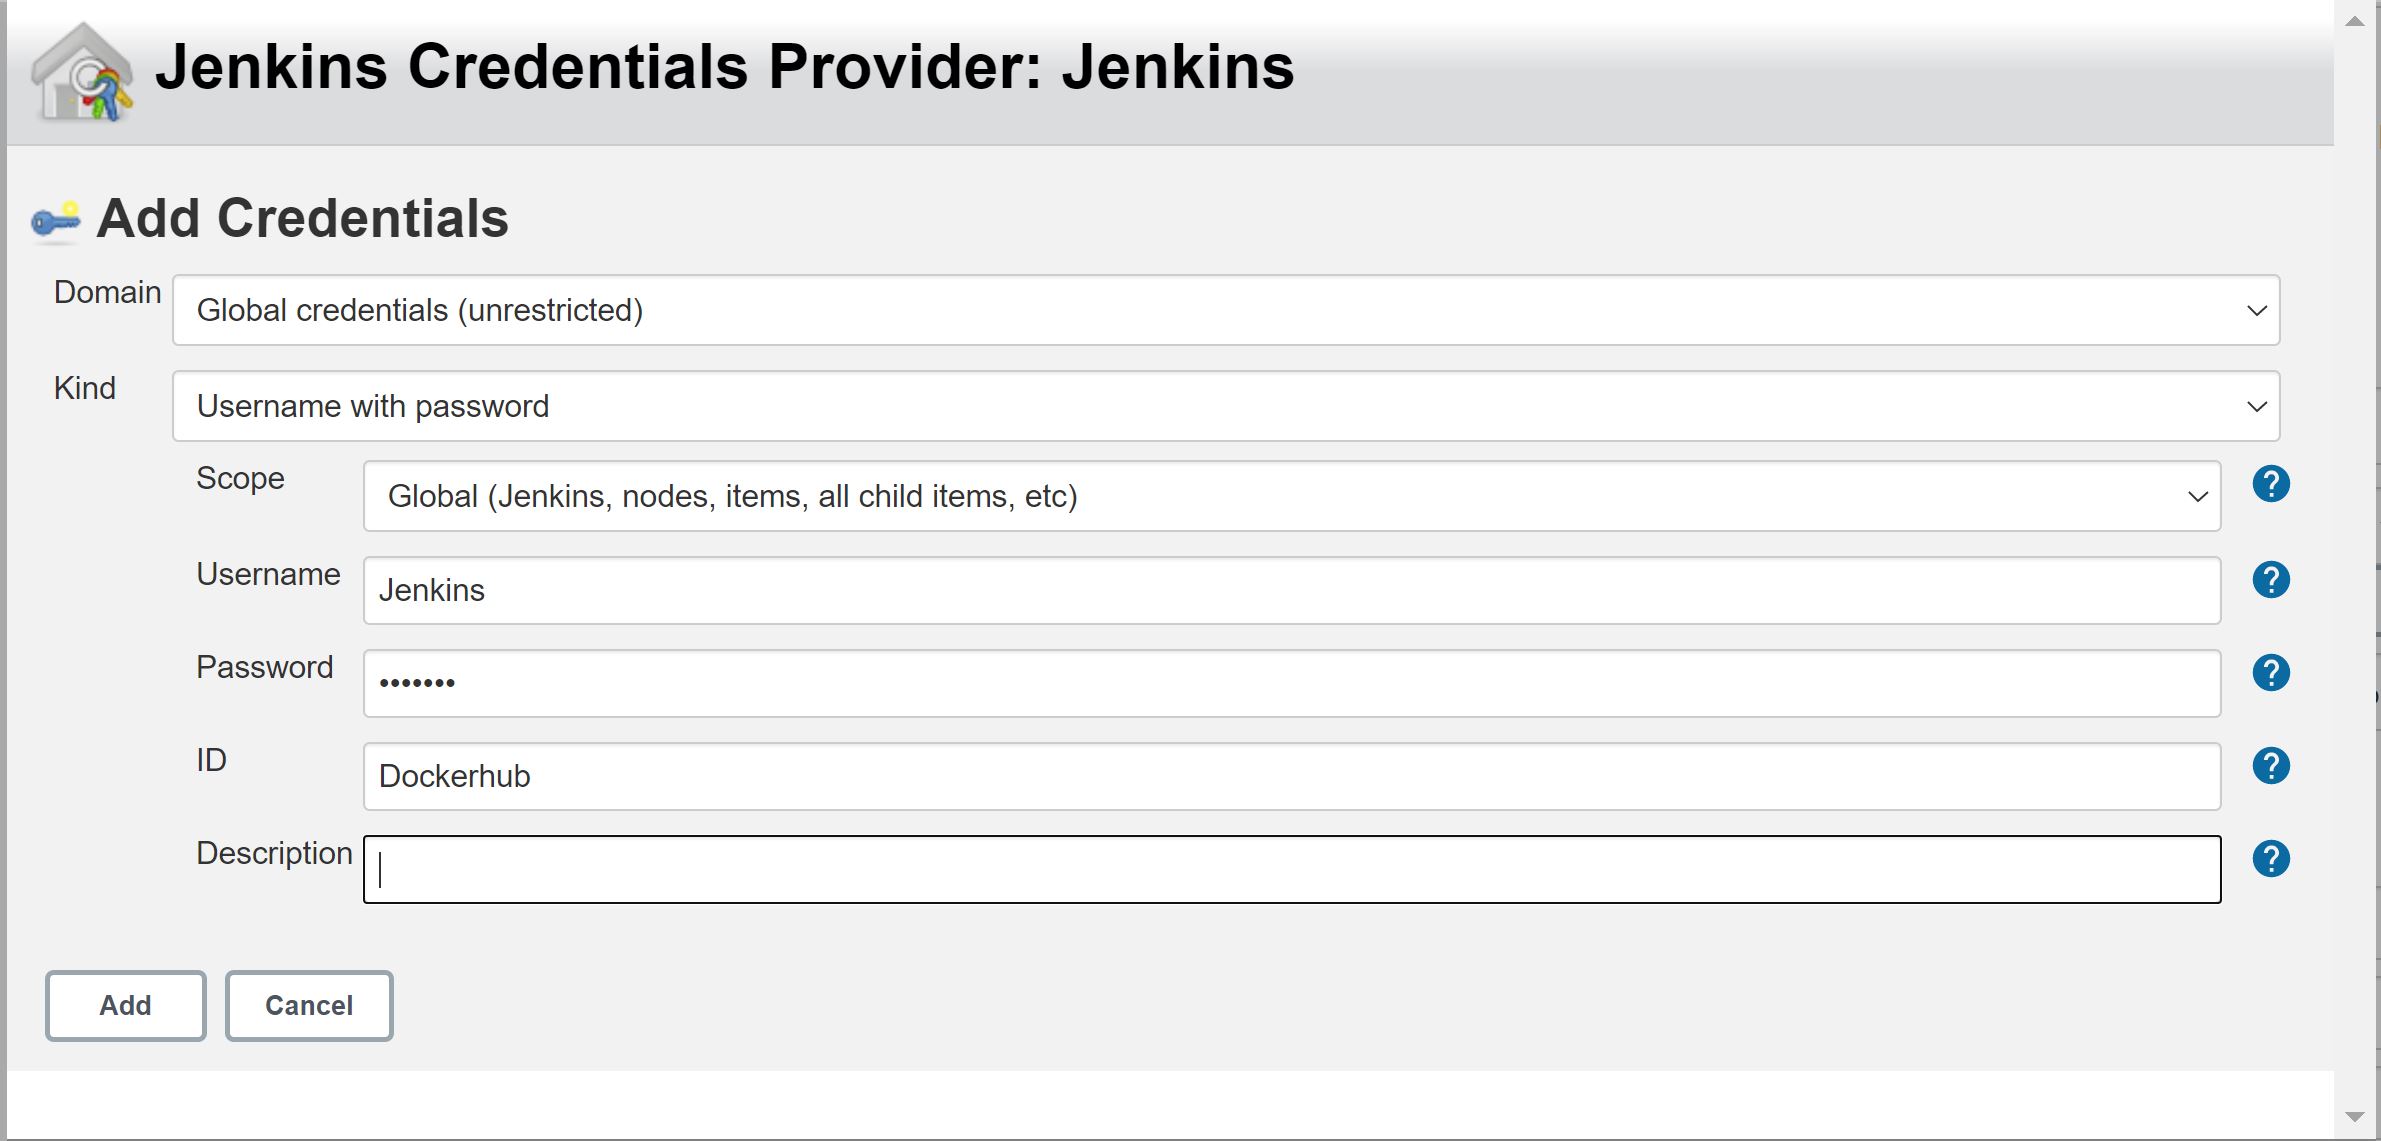 Jenkins Credentials Provider: Jenkins
Add Credentials
Domain
Global credentials (unrestricted)
Kind
Username with password
Scope
Global (Jenkins, nodes, items, all child items, etc)
?
Username
Jenkins
?
Password
•••••••
?
ID
Dockerhub
?
Description
?
Add
Cancel